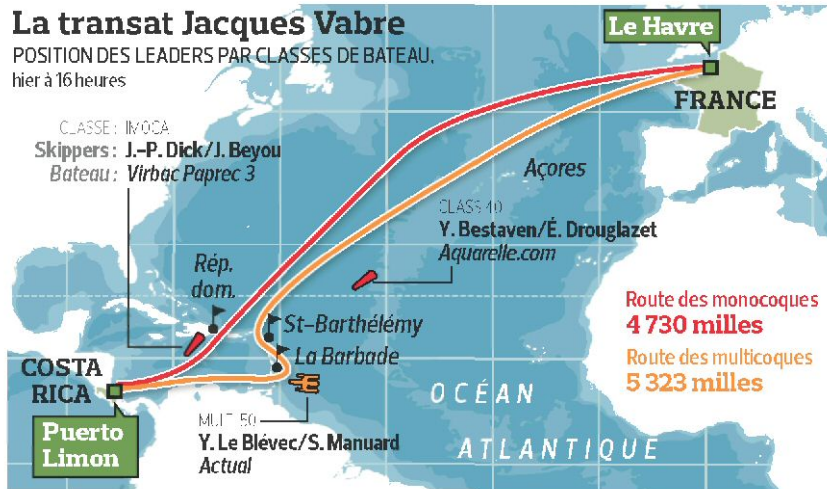 La transat Jacques Vabre
POSITION DES LEADERS PAR CLASSES DE BATEAU,
hier à 16 heures
Le Havre
FRANCE
CLASSE : IMOCA
Skippers : J.-P. Dick/J. Beyou
Bateau : Virbac Paprec 3
Açores
CLASS 40
Y. Bestaven/É. Drouglazet
Aquarelle.com
Rép.
dom.
St-Barthélémy
La Barbade
Route des monocoques
4 730 milles
Route des multicoques
5 323 milles
COSTA
RICA
Puerto
Limon
MULTI 50
Y. Le Blévec/S. Manuard
Actual
OCÉAN
ATLANTIQUE